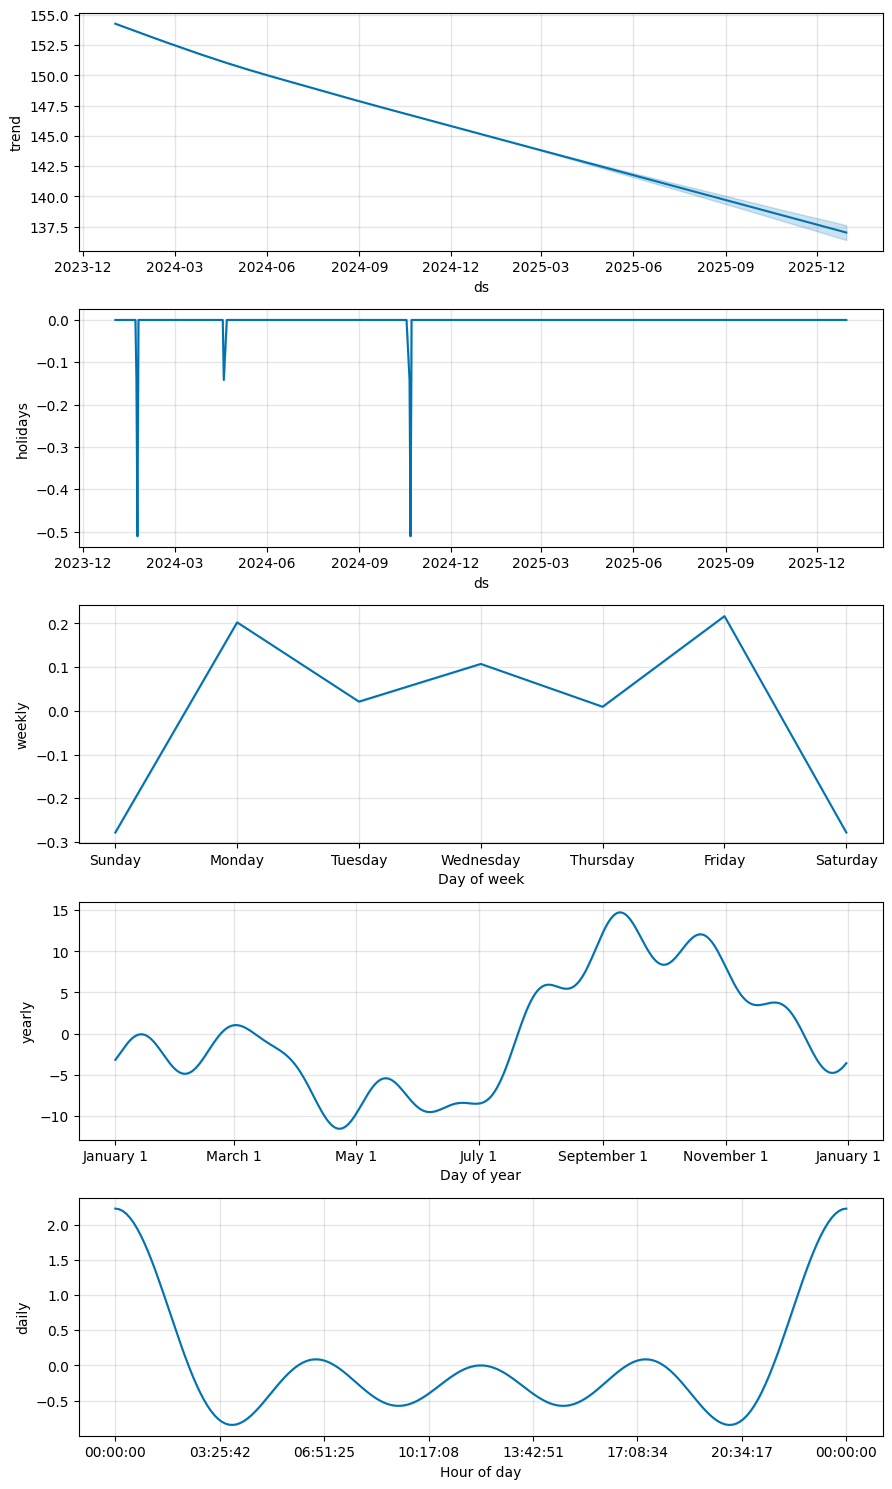 155.0
152.5
150.0
147.5
145.0
142.5
140.0
137.5
trend
2023-12 2024-03 2024-06 2024-09 2024-12 2025-03 2025-06 2025-09 2025-12
ds
0.0
−0.1
−0.2
−0.3
−0.4
−0.5
holidays
2023-12 2024-03 2024-06 2024-09 2024-12 2025-03 2025-06 2025-09 2025-12
ds
0.2
0.1
0.0
−0.1
−0.2
−0.3
weekly
Sunday Monday Tuesday Wednesday Thursday Friday Saturday
Day of week
15
10
5
0
−5
−10
yearly
January 1 March 1 May 1 July 1 September 1 November 1 January 1
Day of year
2.0
1.5
1.0
0.5
0.0
−0.5
daily
00:00:00 03:25:42 06:51:25 10:17:08 13:42:51 17:08:34 20:34:17 00:00:00
Hour of day